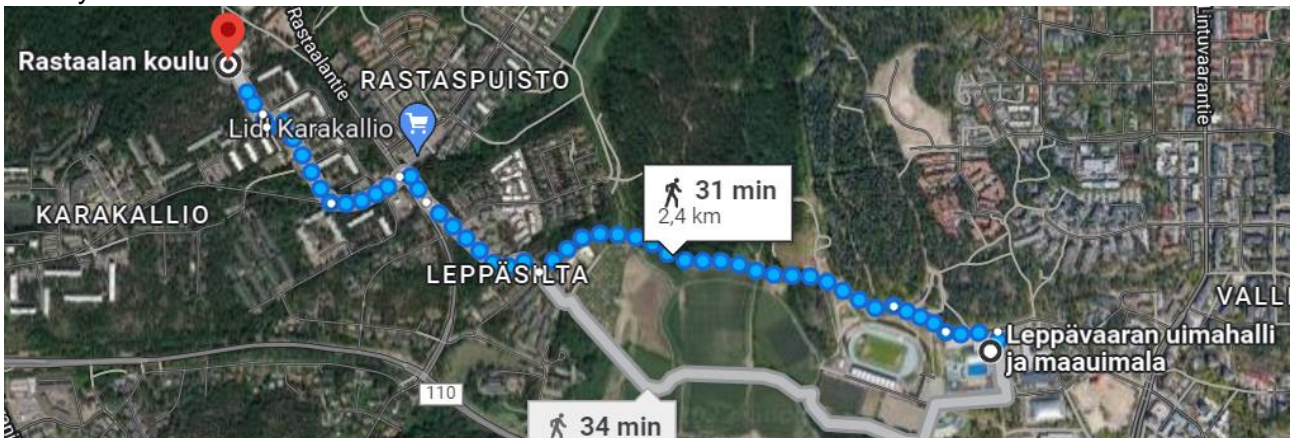 Rastaalan koulu
Rastaalantie
RASTASPUISTO
Lintuvaarantie
Lidl Karakallio
31 min
2,4 km
KARAKALLIO
LEPPÄSILTA
Leppävaaran uimahalli
ja maauimala
110
34 min